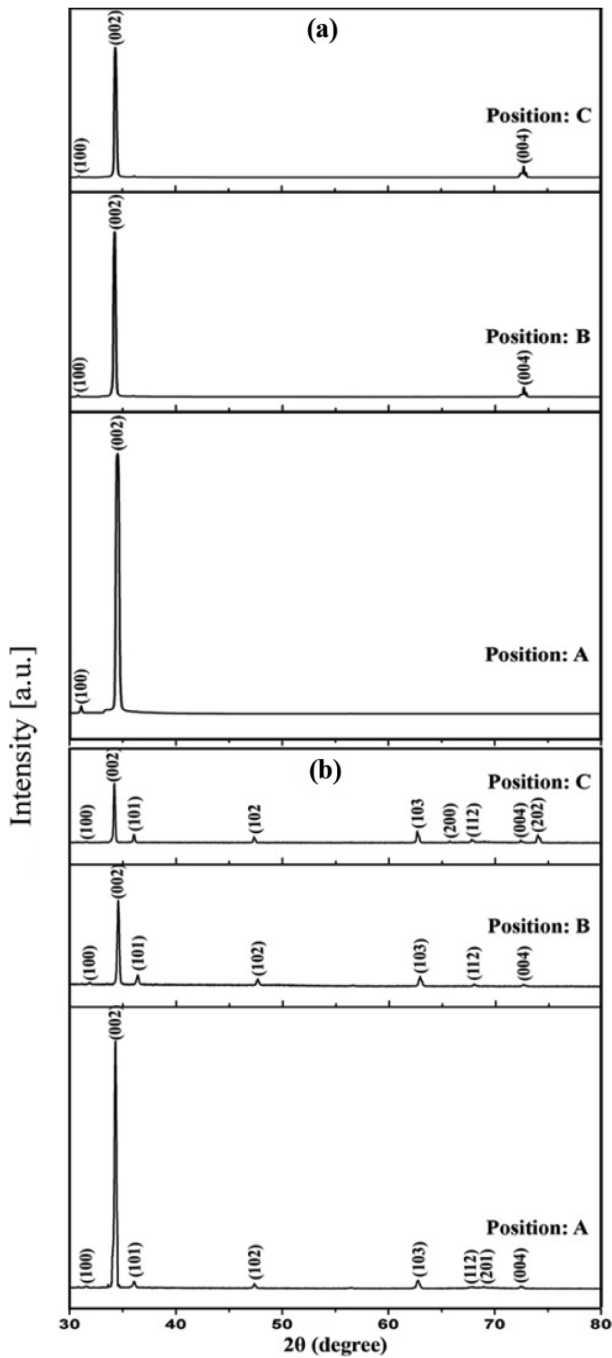 (a)
(002)
(100)
Position: C
(004)
(002)
(100)
Position: B
(004)
(002)
(100)
Position: A
Intensity [a.u.]
(b)
(002)
(100)
(101)
(102
(103
(200)
(112)
(004)
(202)
Position: C
(002)
(100)
(101)
(102)
(103)
(112)
(004)
Position: B
(002)
(100)
(101)
(102)
(103)
(112)
(201)
(004)
Position: A
30 40 50 60 70 80
2θ (degree)